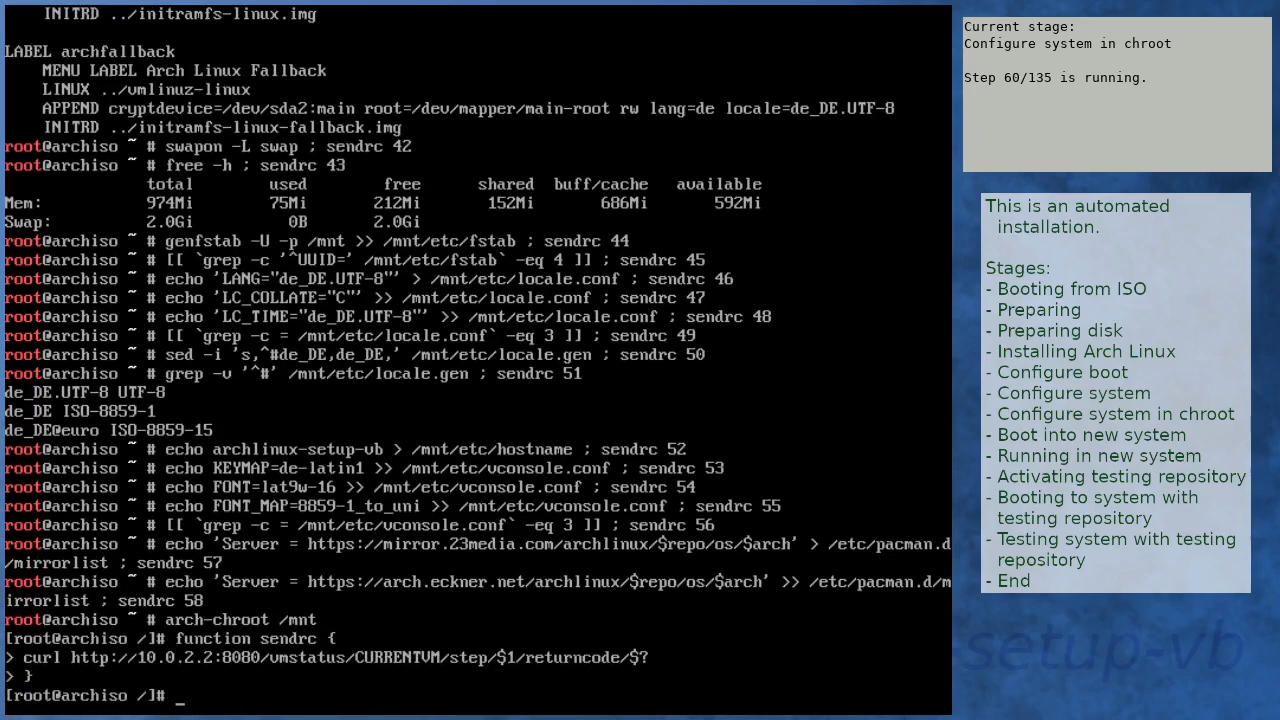 INITRD ../initramfs-linux.img

LABEL archfallback
    MENU LABEL Arch Linux Fallback
    LINUX ../vmlinuz-linux
    APPEND cryptdevice=/dev/sda2:main root=/dev/mapper/main-root rw lang=de locale=de_DE.UTF-8
    INITRD ../initramfs-linux-fallback.img
root@archiso ~ # swapon -L swap ; sendrc 42
root@archiso ~ # free -h ; sendrc 43
               total        used        free      shared  buff/cache   available
Mem:           974Mi        75Mi       212Mi       152Mi       686Mi       592Mi
Swap:          2.0Gi          0B       2.0Gi
root@archiso ~ # genfstab -U -p /mnt >> /mnt/etc/fstab ; sendrc 44
root@archiso ~ # [[ `grep -c '^UUID=' /mnt/etc/fstab` -eq 4 ]] ; sendrc 45
root@archiso ~ # echo 'LANG="de_DE.UTF-8"' > /mnt/etc/locale.conf ; sendrc 46
root@archiso ~ # echo 'LC_COLLATE="C"' >> /mnt/etc/locale.conf ; sendrc 47
root@archiso ~ # echo 'LC_TIME="de_DE.UTF-8"' >> /mnt/etc/locale.conf ; sendrc 48
root@archiso ~ # [[ `grep -c = /mnt/etc/locale.conf` -eq 3 ]] ; sendrc 49
root@archiso ~ # sed -i 's,^#de_DE,de_DE,' /mnt/etc/locale.gen ; sendrc 50
root@archiso ~ # grep -v '^#' /mnt/etc/locale.gen ; sendrc 51
de_DE.UTF-8 UTF-8
de_DE ISO-8859-1
de_DE@euro ISO-8859-15
root@archiso ~ # echo archlinux-setup-vb > /mnt/etc/hostname ; sendrc 52
root@archiso ~ # echo KEYMAP=de-latin1 >> /mnt/etc/vconsole.conf ; sendrc 53
root@archiso ~ # echo FONT=lat9w-16 >> /mnt/etc/vconsole.conf ; sendrc 54
root@archiso ~ # echo FONT_MAP=8859-1_to_uni >> /mnt/etc/vconsole.conf ; sendrc 55
root@archiso ~ # [[ `grep -c = /mnt/etc/vconsole.conf` -eq 3 ]] ; sendrc 56
root@archiso ~ # echo 'Server = https://mirror.23media.com/archlinux/$repo/os/$arch' > /etc/pacman.d
/mirrorlist ; sendrc 57
root@archiso ~ # echo 'Server = https://arch.eckner.net/archlinux/$repo/os/$arch' >> /etc/pacman.d/m
irrorlist ; sendrc 58
root@archiso ~ # arch-chroot /mnt
[root@archiso /]# function sendrc {
> curl http://10.0.2.2:8080/vmstatus/CURRENTVM/step/$1/returncode/$?
> }
[root@archiso /]# _
Current stage:
Configure system in chroot

Step 60/135 is running.
This is an automated
installation.

Stages:
- Booting from ISO
- Preparing
- Preparing disk
- Installing Arch Linux
- Configure boot
- Configure system
- Configure system in chroot
- Boot into new system
- Running in new system
- Activating testing repository
- Booting to system with
testing repository
- Testing system with testing
repository
- End
setup-vb